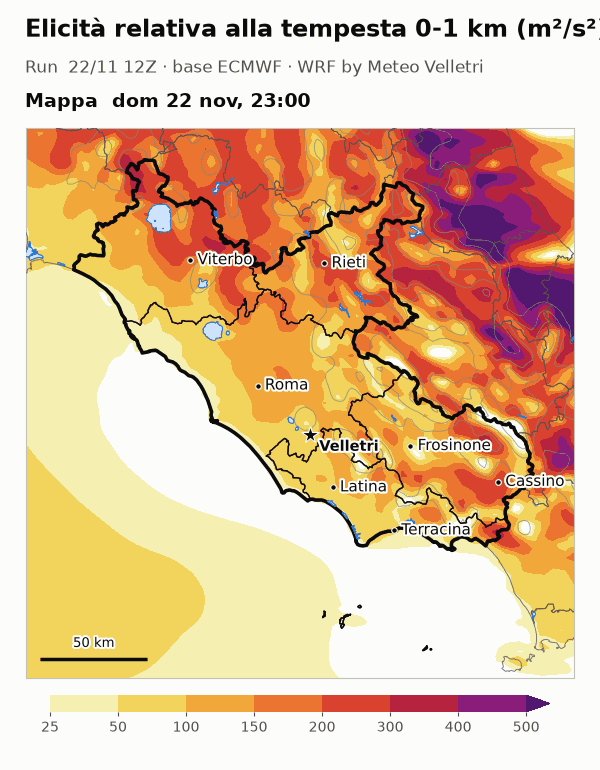 Elicità relativa alla tempesta 0-1 km (m²/s²)
Run 22/11 12Z · base ECMWF · WRF by Meteo Velletri
Mappa dom 22 nov, 23:00
Viterbo
Rieti
Roma
Velletri
Frosinone
Latina
Cassino
Terracina
50 km
25 50 100 150 200 300 400 500